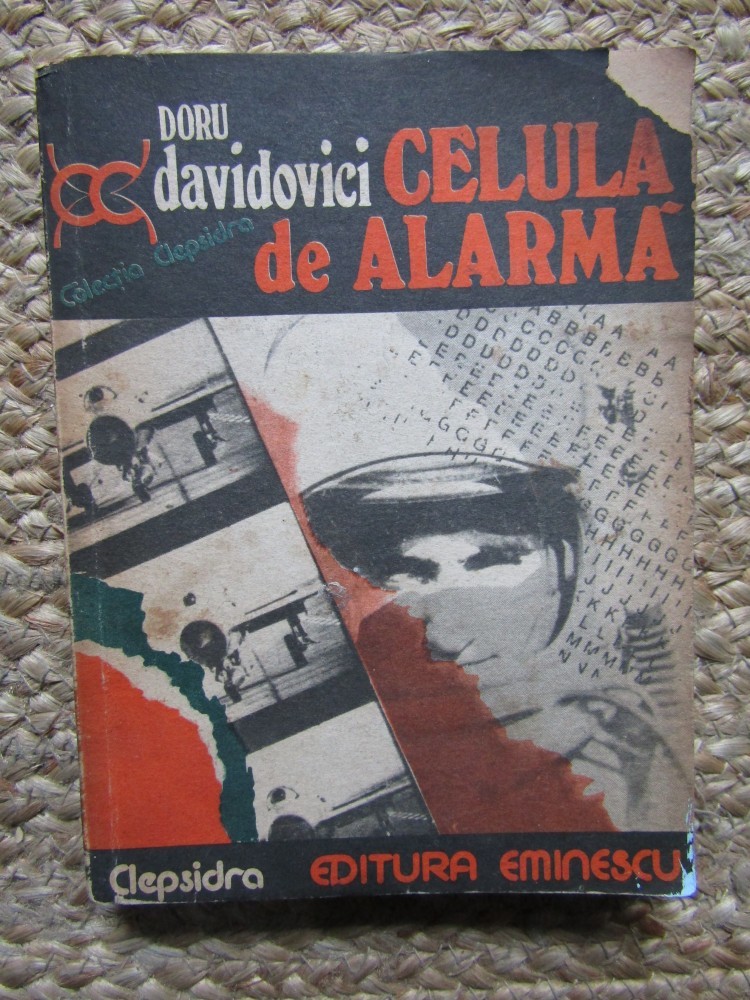 DORU
davidovici
CELULA
de ALARMĂ
Colecția Clepsidra
Clepsidra
EDITURA EMINESCU